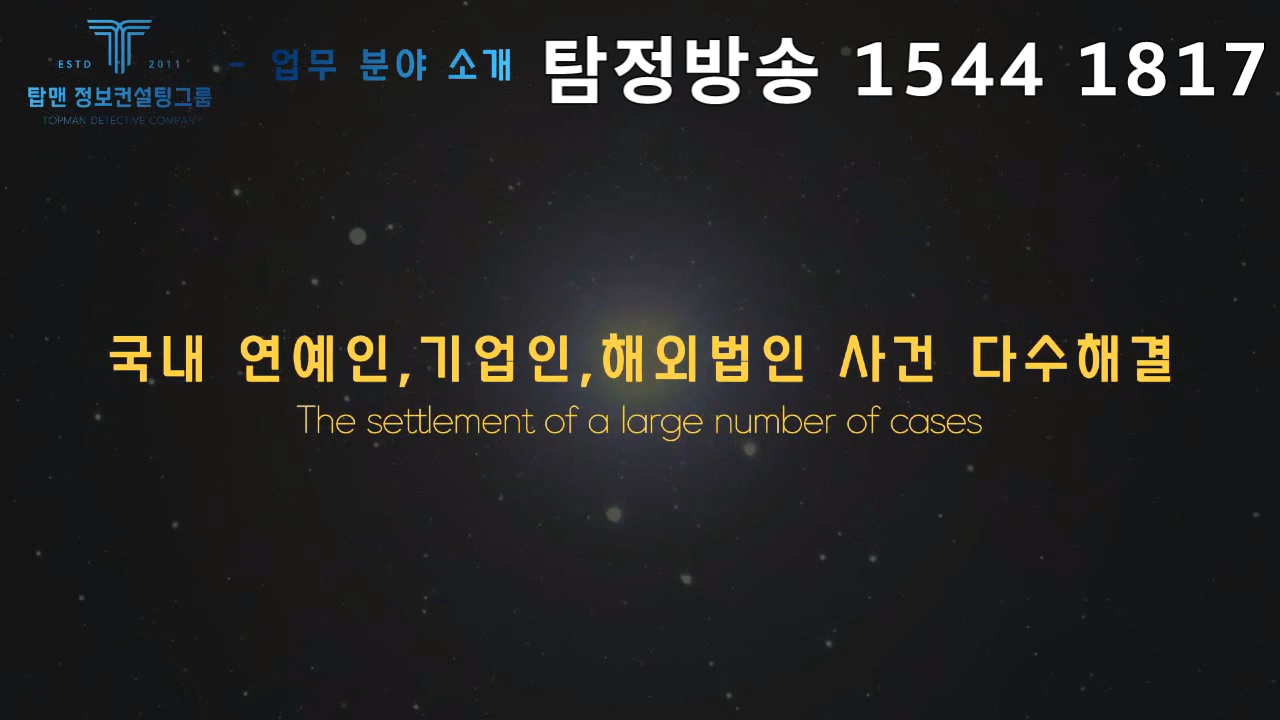 ESTD 2011
탑맨 정보컨설팅그룹
TOPMAN DETECTIVE COMPANY
- 업무 분야 소개
탐정방송 1544 1817
국내 연예인,기업인,해외법인 사건 다수해결
The settlement of a large number of cases